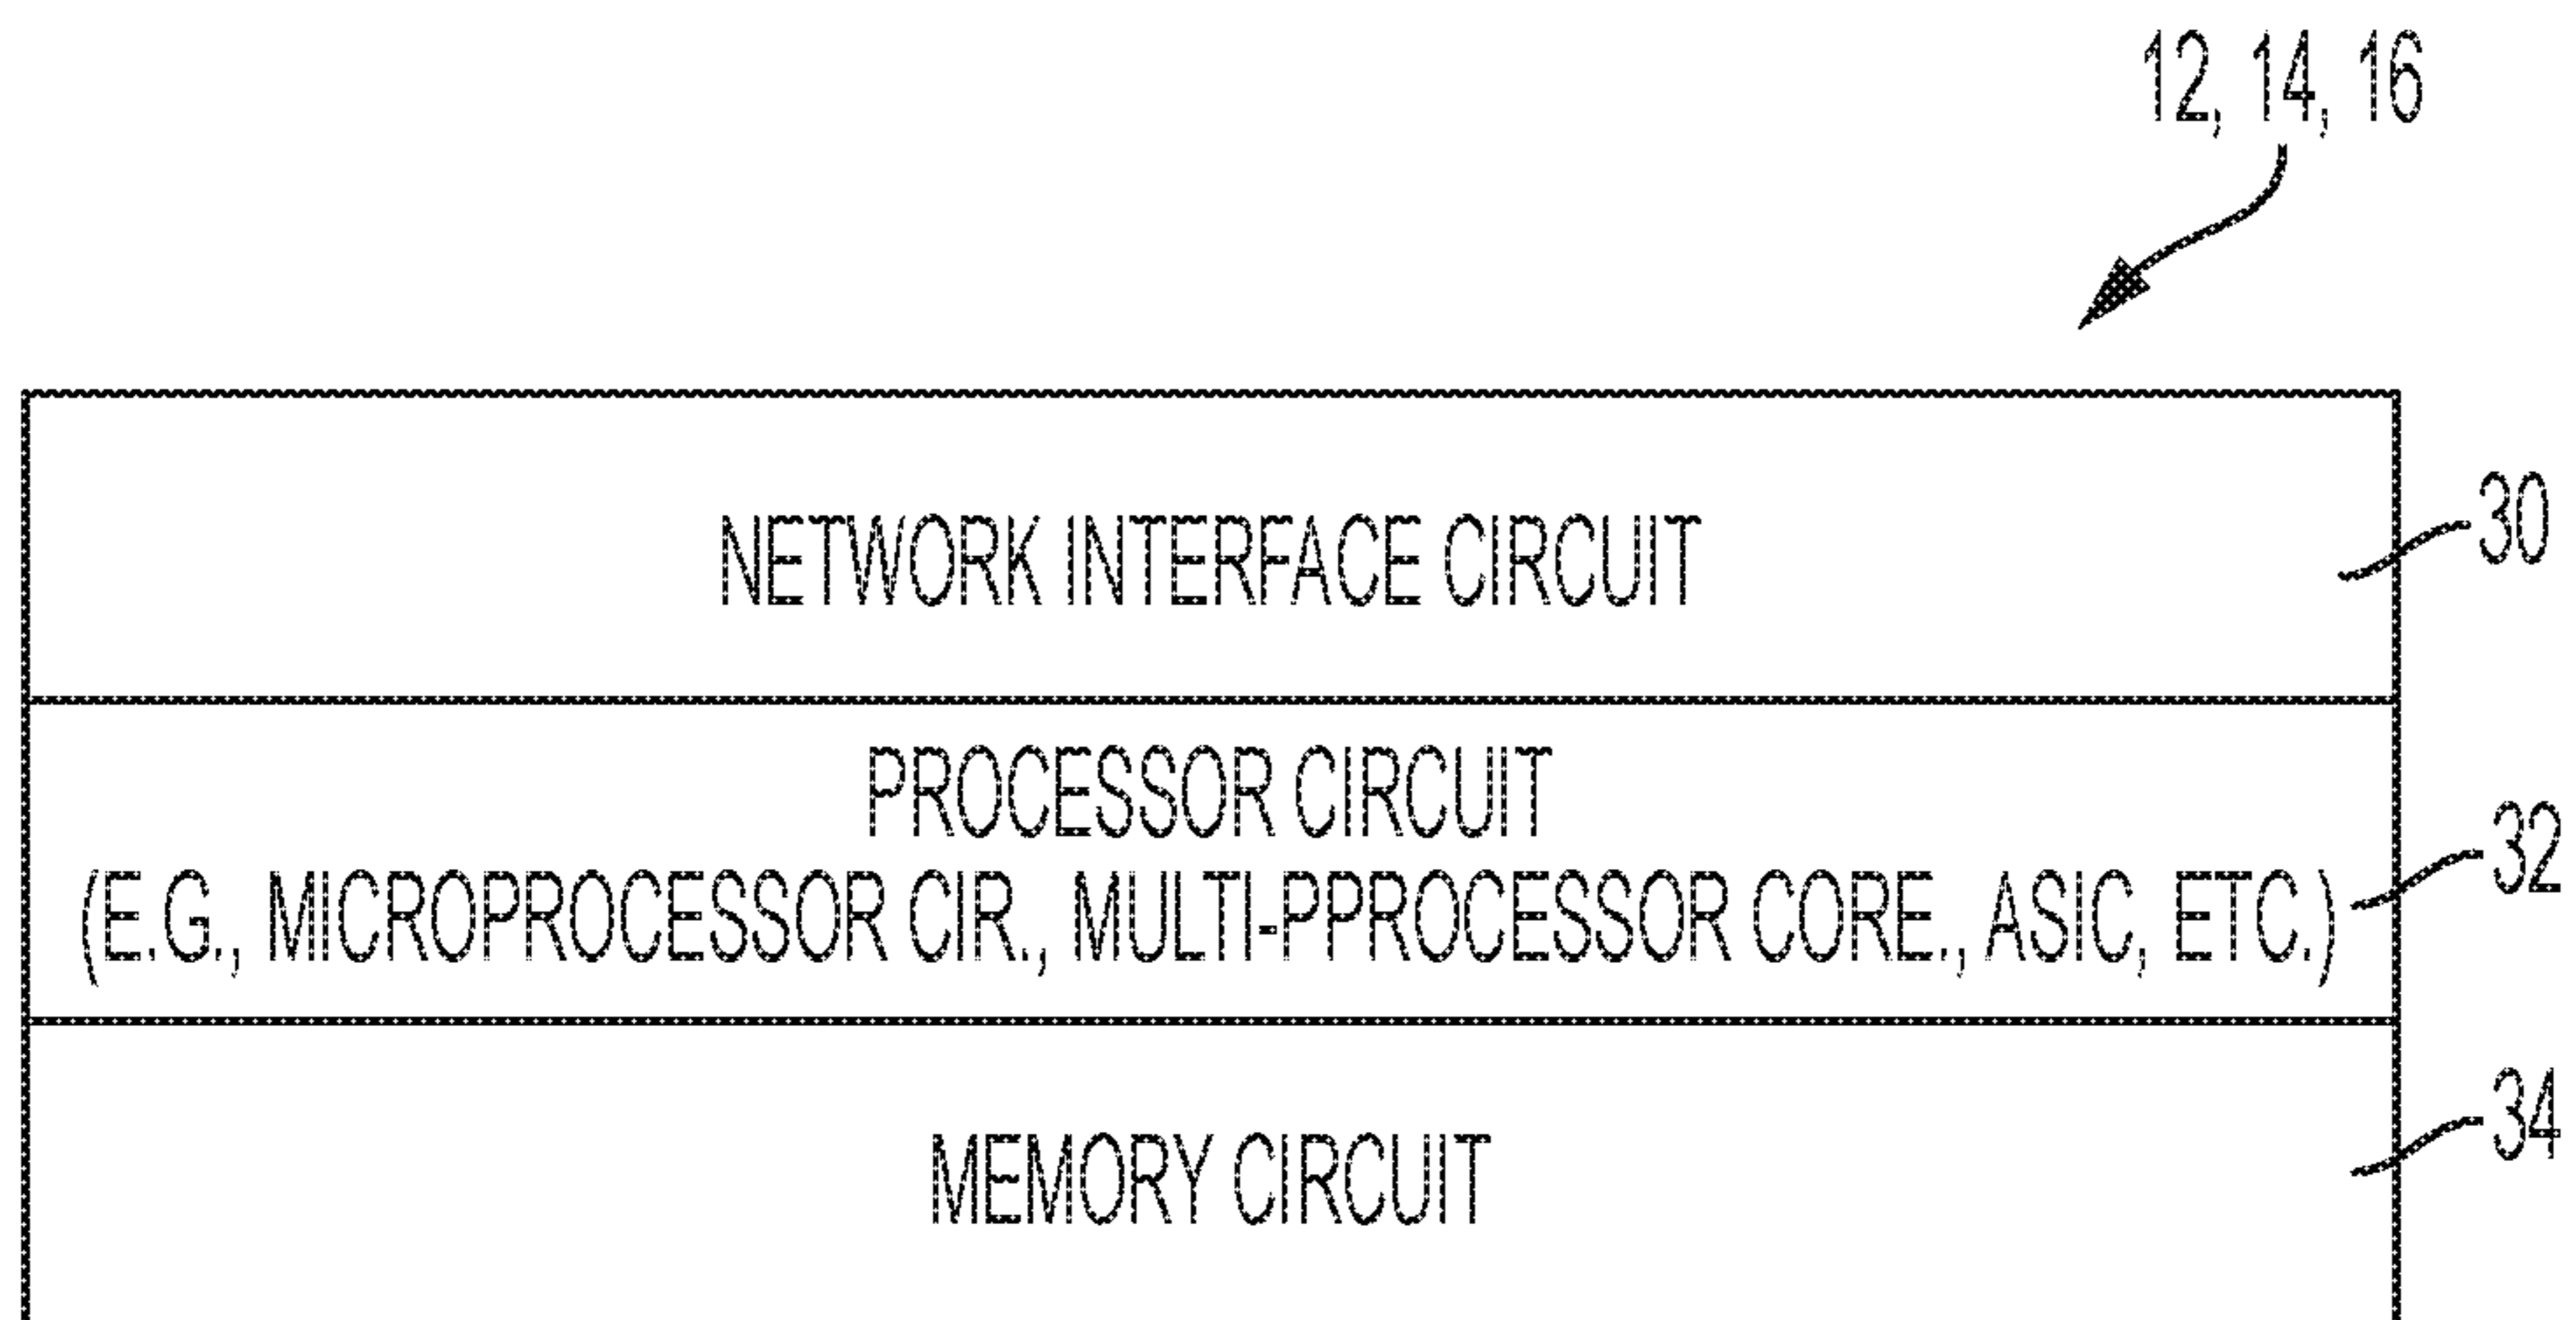 12, 14, 16
NETWORK INTERFACE CIRCUIT
30
PROCESSOR CIRCUIT
(E.G., MICROPROCESSOR CIR., MULTI-PPROCESSOR CORE., ASIC, ETC.)
32
MEMORY CIRCUIT
34